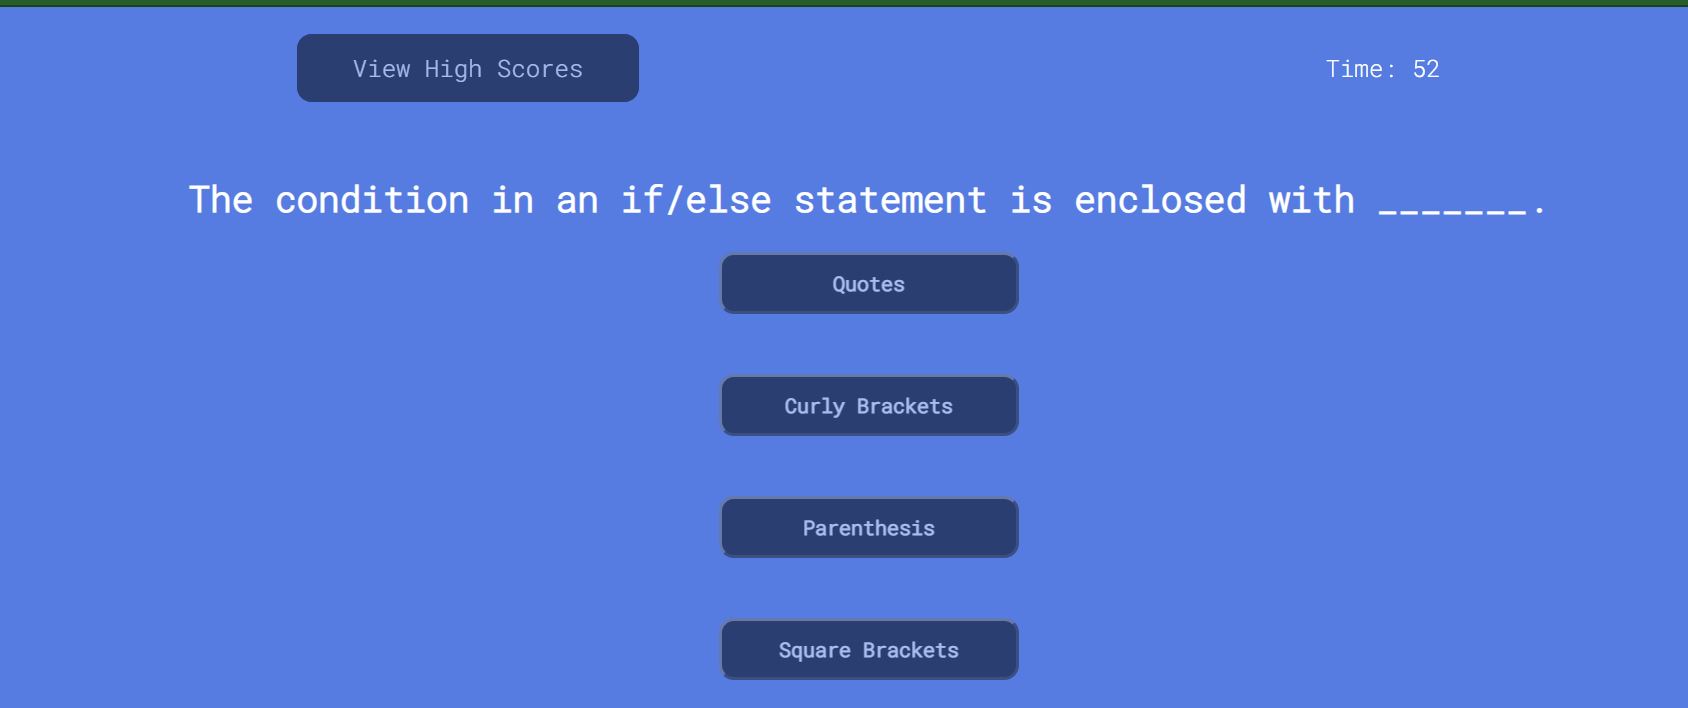 View High Scores
Time: 52
The condition in an if/else statement is enclosed with _______.
Quotes
Curly Brackets
Parenthesis
Square Brackets